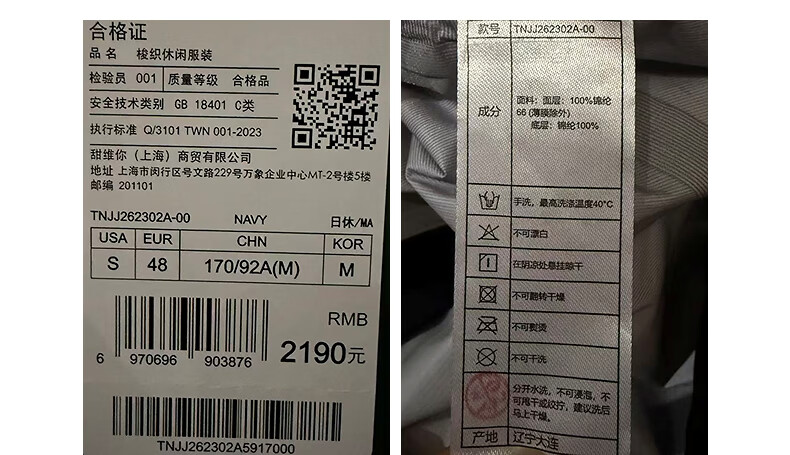 合格证
品 名 梭织休闲服装
检验员 001 质量等级 合格品
安全技术类别 GB 18401 C类
执行标准 Q/3101 TWN 001-2023
甜维你（上海）商贸有限公司
地址 上海市闵行区号文路229号万象企业中心MT-2号楼5楼
邮编 201101
TNJJ262302A-00 NAVY 日休/MA
USA EUR CHN KOR
S 48 170/92A(M) M
RMB
2190元
6 970696 903876
TNJJ262302A5917000
款号 TNJJ262302A-00
成分
面料：面层：100%锦纶
66 (薄膜除外)
底层：锦纶100%
手洗，最高洗涤温度40°C
不可漂白
在阴凉处悬挂晾干
不可翻转干燥
不可熨烫
不可干洗
分开水洗，不可浸泡，不
可甩干或绞拧，建议洗后
马上干燥。
产地 辽宁大连